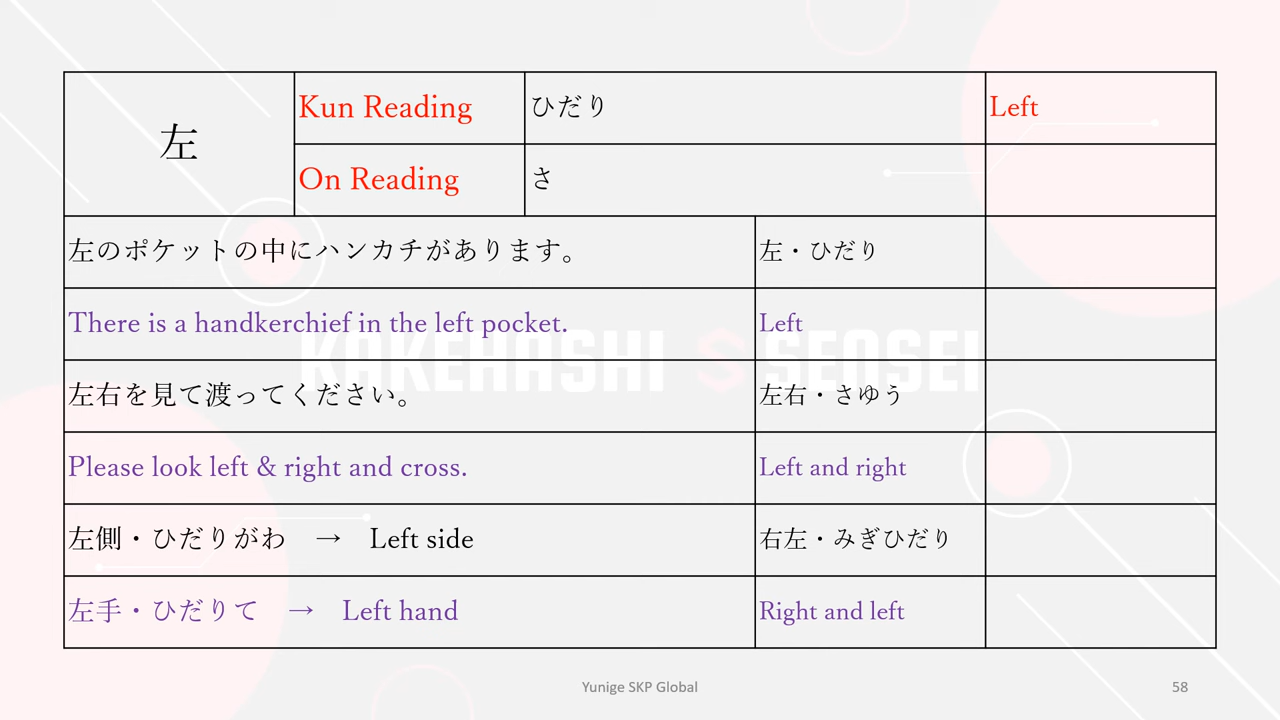 左
Kun Reading ひだり Left
On Reading さ
左のポケットの中にハンカチがあります。 左・ひだり
There is a handkerchief in the left pocket. Left
KAKEHASHI SENSEI
左右を見て渡ってください。 左右・さゆう
Please look left & right and cross. Left and right
左側・ひだりがわ → Left side 右左・みぎひだり
左手・ひだりて → Left hand Right and left
Yunige SKP Global 58